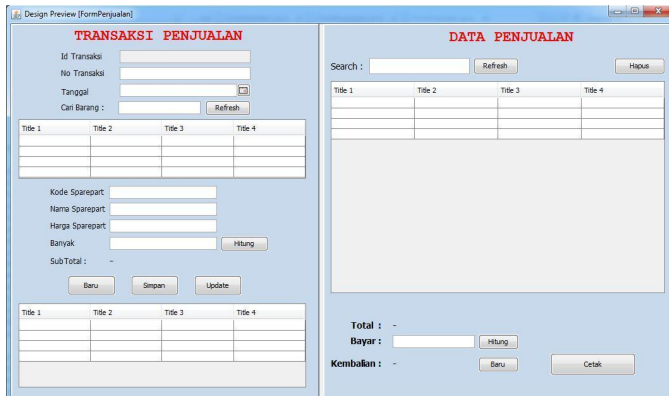 Design Preview [FormPenjualan]
TRANSAKSI PENJUALAN
Id Transaksi
No Transaksi
Tanggal
Cari Barang :
Refresh
Title 1 Title 2 Title 3 Title 4
Kode Sparepart
Nama Sparepart
Harga Sparepart
Banyak
Hitung
SubTotal : -
Baru Simpan Update
Title 1 Title 2 Title 3 Title 4
DATA PENJUALAN
Search :
Refresh
Hapus
Title 1 Title 2 Title 3 Title 4
Total : -
Bayar :
Hitung
Kembalian : -
Baru
Cetak